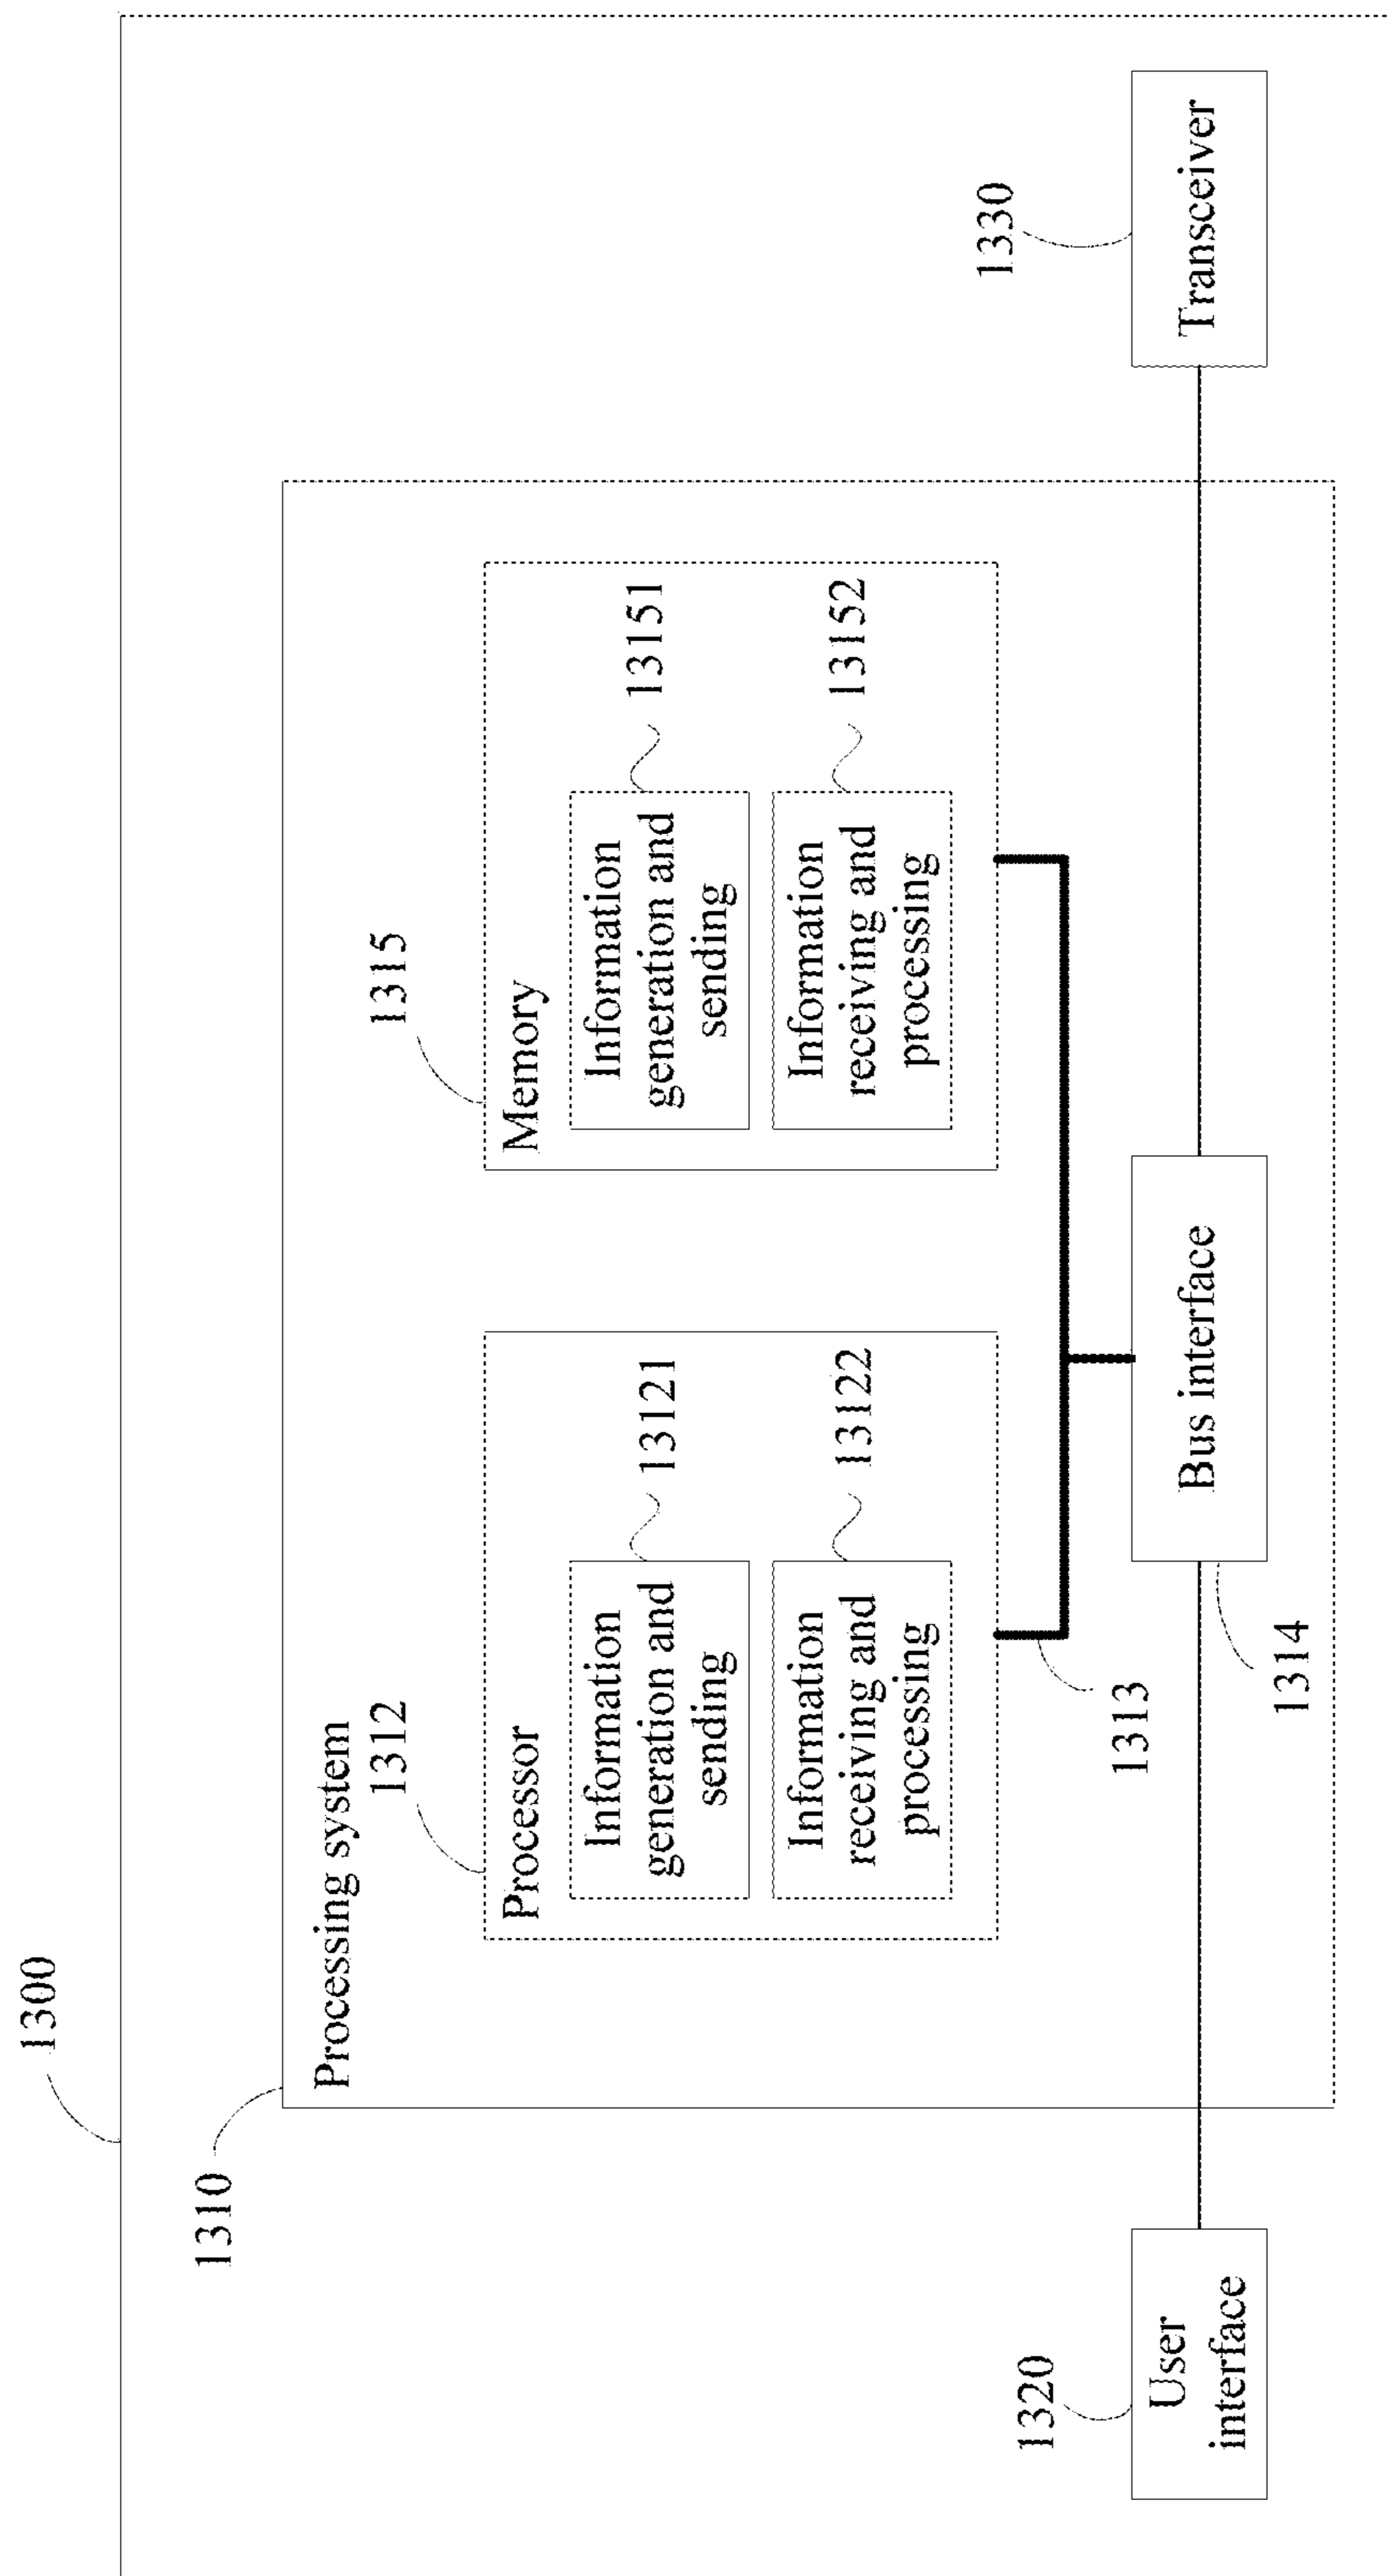 1300
1310
Processing system
1312
Processor
Information
generation and
sending
13121
Information
receiving and
processing
13122
1315
Memory
Information
generation and
sending
13151
Information
receiving and
processing
13152
1313
1320
User
interface
Bus interface
1314
1330
Transceiver